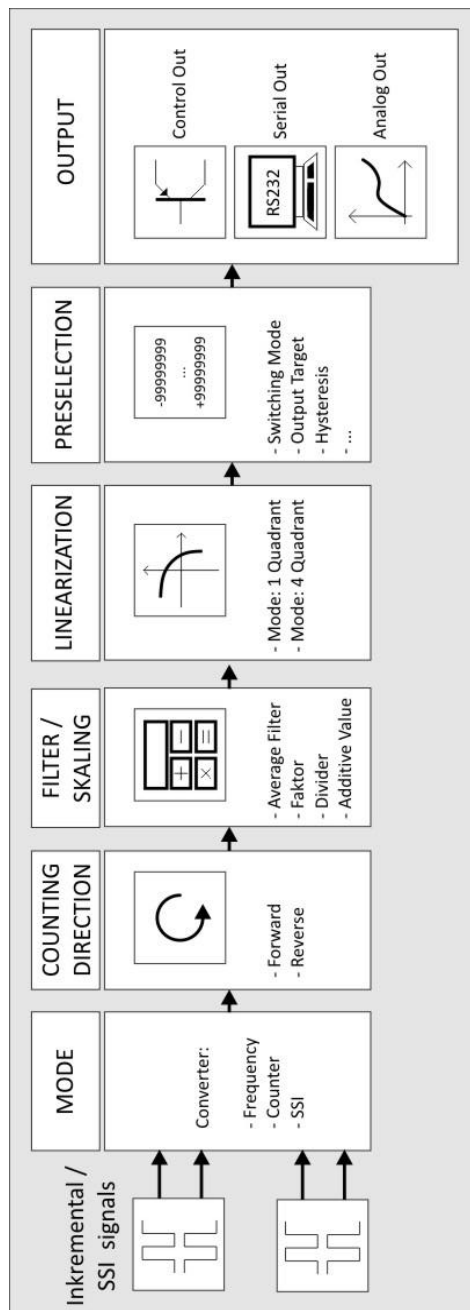 Inkremental /
SSI signals
MODE
Converter:
- Frequency
- Counter
- SSI
COUNTING
DIRECTION
- Forward
- Reverse
FILTER /
SKALING
+ −
× =
- Average Filter
- Faktor
- Divider
- Additive Value
LINEARIZATION
- Mode: 1 Quadrant
- Mode: 4 Quadrant
PRESELECTION
-99999999
...
+99999999
- Switching Mode
- Output Target
- Hysteresis
- ...
OUTPUT
Control Out
RS232
Serial Out
Analog Out